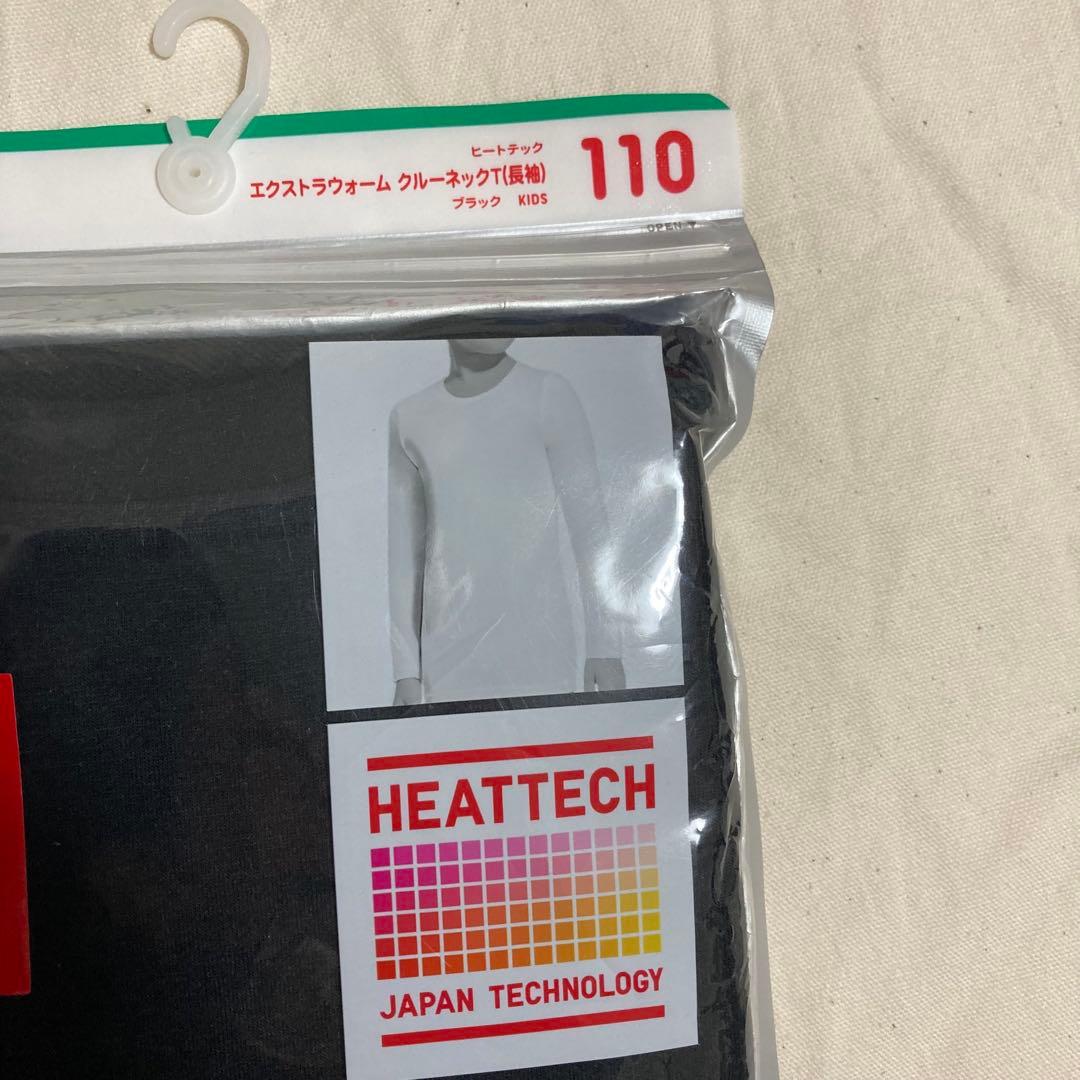 ヒートテック
エクストラウォーム クルーネックT(長袖)
ブラック KIDS
110
OPEN ▼
HEATTECH
JAPAN TECHNOLOGY